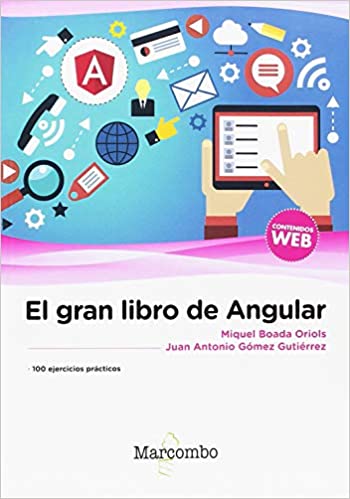 A
CONTENIDOS
WEB
El gran libro de Angular
Miquel Boada Oriols
Juan Antonio Gómez Gutiérrez
· 100 ejercicios prácticos
Marcombo